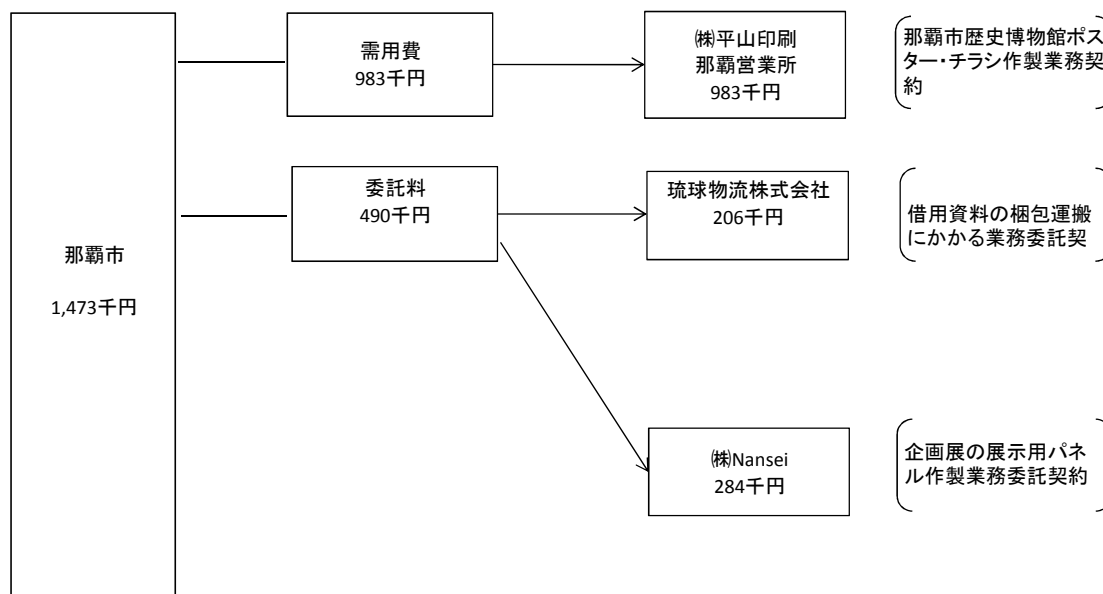 那覇市
1,473千円
需用費
983千円
㈱平山印刷
那覇営業所
983千円
那覇市歴史博物館ポス
ター・チラシ作製業務契
約
委託料
490千円
琉球物流株式会社
206千円
借用資料の梱包運搬
にかかる業務委託契
㈱Nansei
284千円
企画展の展示用パネ
ル作製業務委託契約